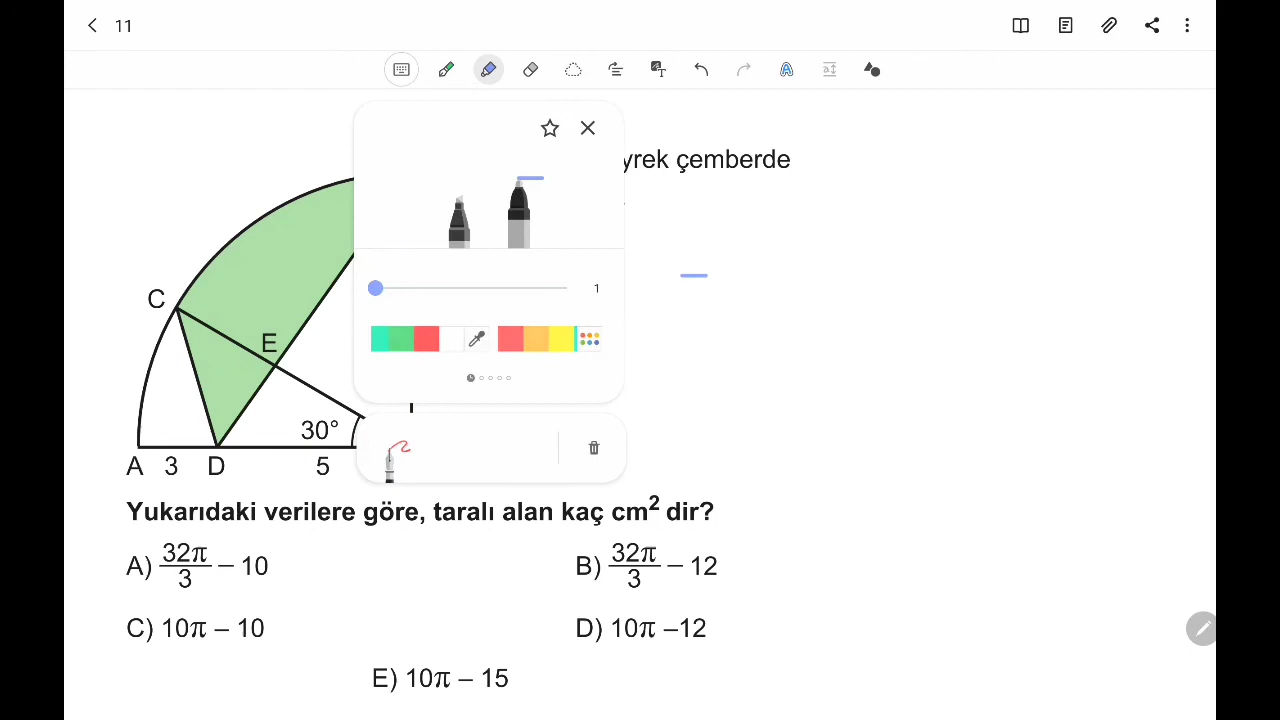 11
yrek çemberde
1
C
E
30°
A 3 D 5
Yukarıdaki verilere göre, taralı alan kaç cm² dir?
A) 32π/3 – 10
B) 32π/3 – 12
C) 10π – 10
D) 10π –12
E) 10π – 15